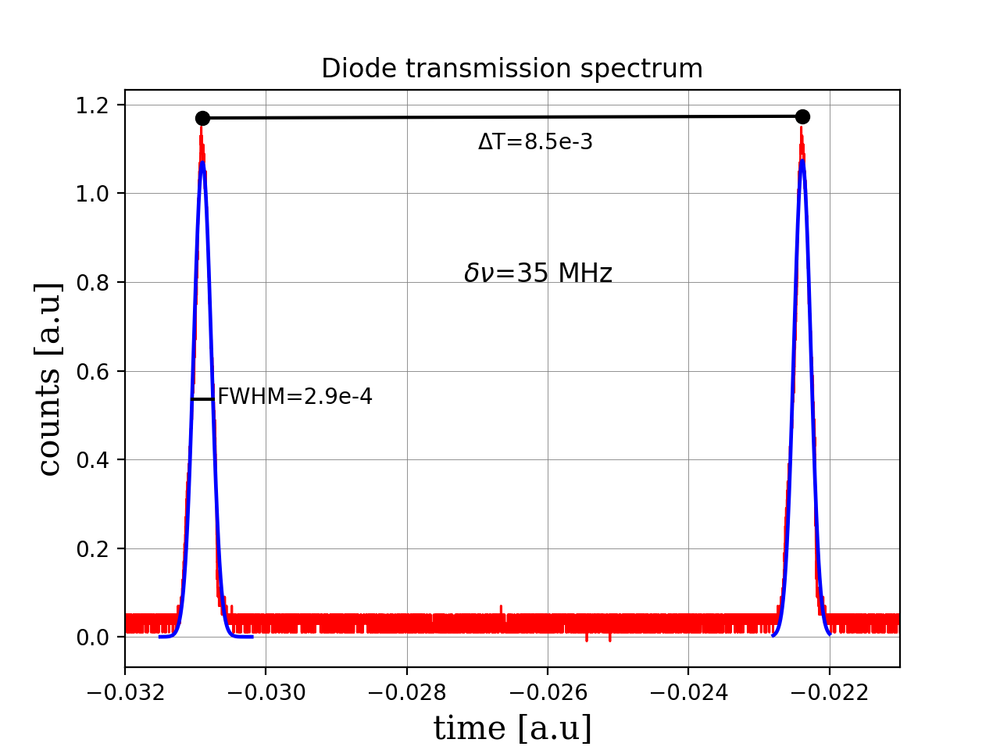 Diode transmission spectrum
1.2
ΔT=8.5e-3
1.0
δν=35 MHz
0.8
0.6
FWHM=2.9e-4
counts [a.u]
0.4
0.2
0.0
−0.032 −0.030 −0.028 −0.026 −0.024 −0.022
time [a.u]